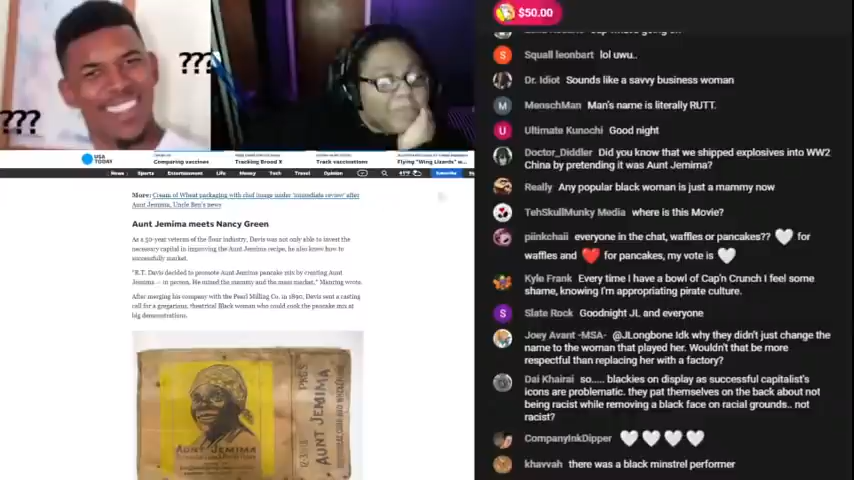 ???
???
USA
TODAY
Comparing vaccines
Tracking Brood X
Track vaccinations
Flying "Wing Lizards" w...
News
Sports
Entertainment
Life
Money
Tech
Travel
Opinion
Subscribe
More: Cream of Wheat packaging with chef image under 'immediate review' after
Aunt Jemima, Uncle Ben's news
Aunt Jemima meets Nancy Green
As a 50-year veteran of the flour industry, Davis was not only able to invest the
necessary capital in improving the Aunt Jemima recipe, he also knew how to
successfully market.
"R.T. Davis decided to promote Aunt Jemima pancake mix by creating Aunt
Jemima — in person. He mixed the mammy and the mass market," Manring wrote.
After merging his company with the Pearl Milling Co. in 1890, Davis sent a casting
call for a gregarious, theatrical Black woman who could cook the pancake mix at
big demonstrations.
AUNT JEMIMA
PKG'S
AUNT JEMIMA
$50.00
Squall leonbart lol uwu..
Dr. Idiot Sounds like a savvy business woman
MenschMan Man's name is literally RUTT.
Ultimate Kunochi Good night
Doctor_Diddler Did you know that we shipped explosives into WW2
China by pretending it was Aunt Jemima?
Really Any popular black woman is just a mammy now
TehSkullMunky Media where is this Movie?
piinkchaii everyone in the chat, waffles or pancakes?? 🤍 for
waffles and ❤️ for pancakes, my vote is 🤍
Kyle Frank Every time I have a bowl of Cap'n Crunch I feel some
shame, knowing I'm appropriating pirate culture.
Slate Rock Goodnight JL and everyone
Joey Avant -MSA- @JLongbone Idk why they didn't just change the
name to the woman that played her. Wouldn't that be more
respectful than replacing her with a factory?
Dai Khairai so..... blackies on display as successful capitalist's
icons are problematic. they pat themselves on the back about not
being racist while removing a black face on racial grounds.. not
racist?
CompanyInkDipper 🤍 🤍 🤍 🤍
khavvah there was a black minstrel performer